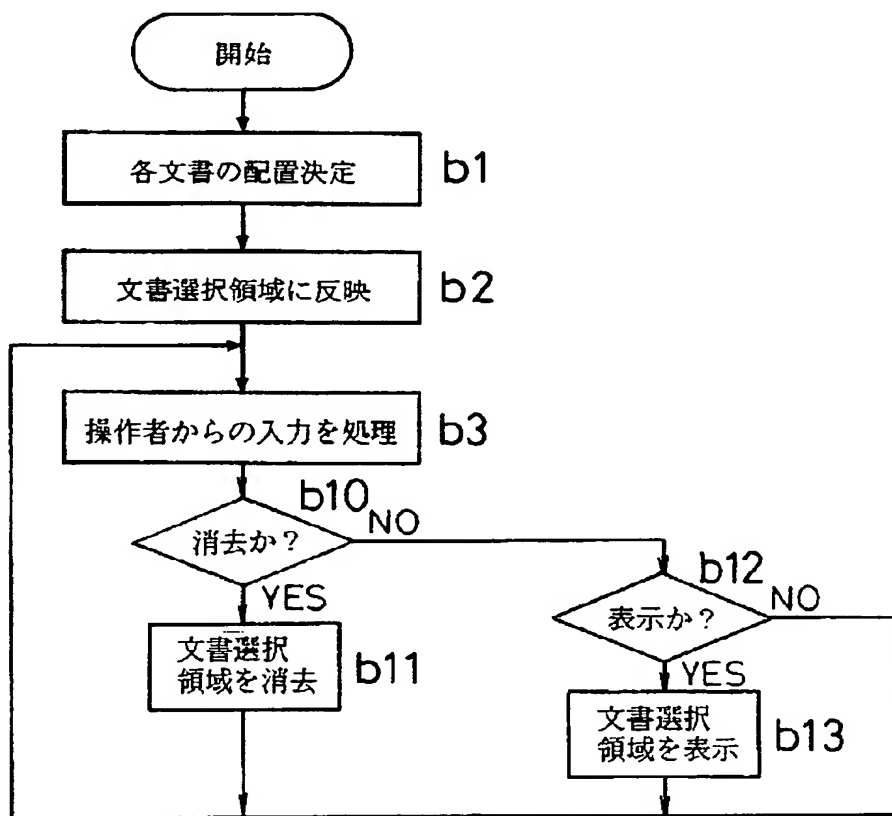 開始
各文書の配置決定
b1
文書選択領域に反映
b2
操作者からの入力を処理
b3
b10
消去か?
NO
YES
b12
表示か?
NO
文書選択
領域を消去
b11
YES
文書選択
領域を表示
b13